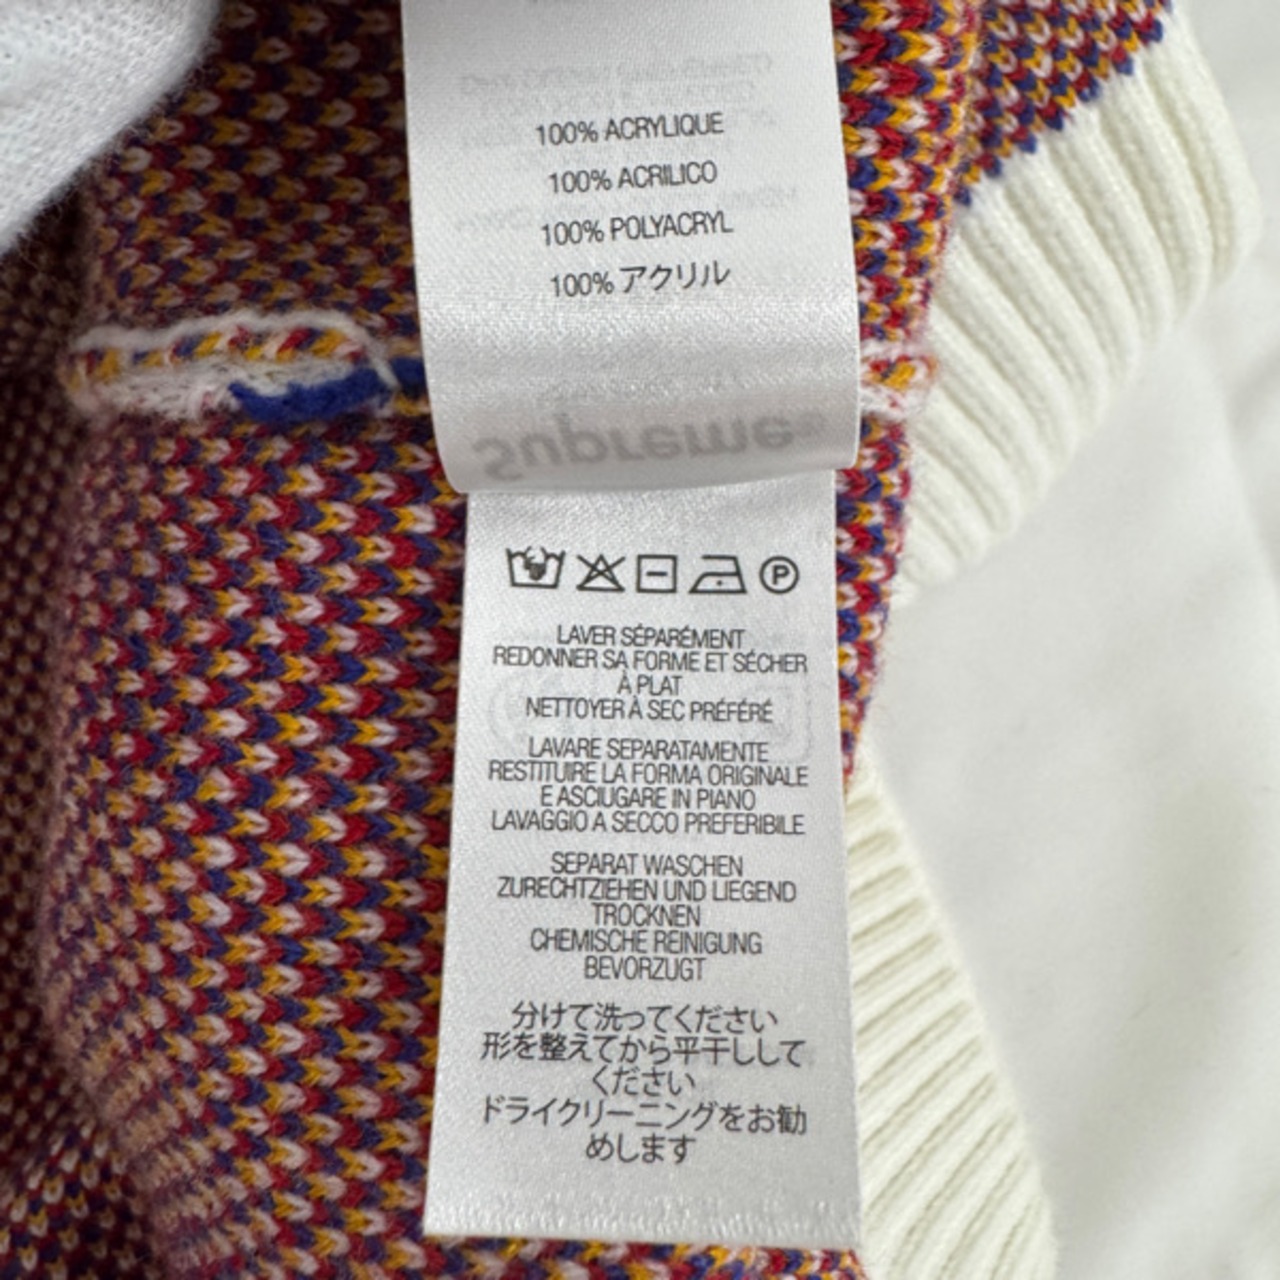 100% ACRYLIQUE
100% ACRILICO
100% POLYACRYL
100% アクリル
Supreme
P
LAVER SÉPARÉMENT
REDONNER SA FORME ET SÉCHER
À PLAT
NETTOYER À SEC PRÉFÉRÉ
LAVARE SEPARATAMENTE
RESTITUIRE LA FORMA ORIGINALE
E ASCIUGARE IN PIANO
LAVAGGIO A SECCO PREFERIBILE
SEPARAT WASCHEN
ZURECHTZIEHEN UND LIEGEND
TROCKNEN
CHEMISCHE REINIGUNG
BEVORZUGT
分けて洗ってください
形を整えてから平干しして
ください
ドライクリーニングをお勧
めします